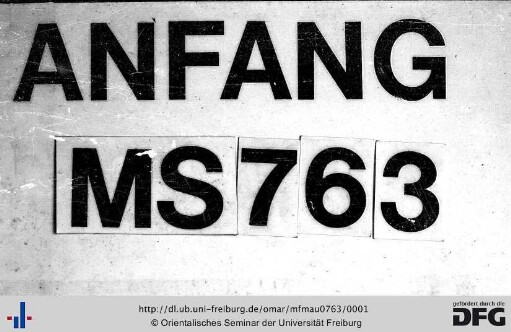 ANFANG
MS763
http://dl.ub.uni-freiburg.de/omar/mfmau0763/0001
© Orientalisches Seminar der Universität Freiburg
gefördert durch die
DFG